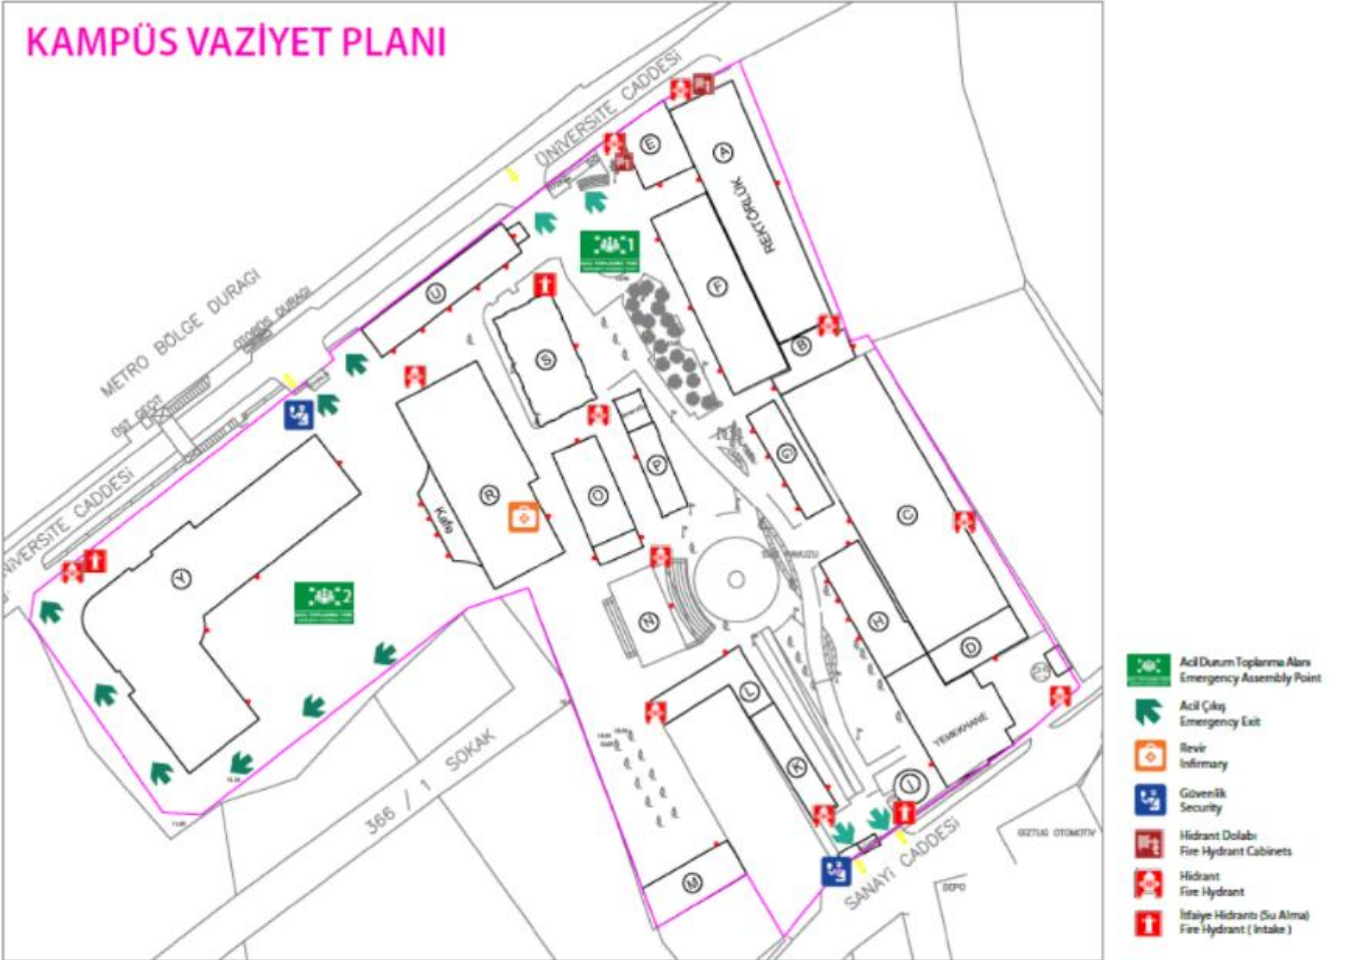 KAMPÜS VAZİYET PLANI
ÜNİVERSİTE CADDESİ
E
A
REKTÖRLÜK
1
F
METRO BÖLGE DURAĞI
OTOBÜS DURAĞI
U
S
B
ÜST GEÇİT
G
P
R
O
C
Kafe
ÜNİVERSİTE CADDESİ
Y
2
N
H
D
L
YEMEKHANE
K
J
366 / 1 SOKAK
M
SANAYİ CADDESİ
DEPO
Acil Durum Toplanma Alanı
Emergency Assembly Point
Acil Çıkış
Emergency Exit
Revir
Infirmary
Güvenlik
Security
Hidrant Dolabı
Fire Hydrant Cabinets
Hidrant
Fire Hydrant
İtfaiye Hidrantı (Su Alma)
Fire Hydrant ( Intake )